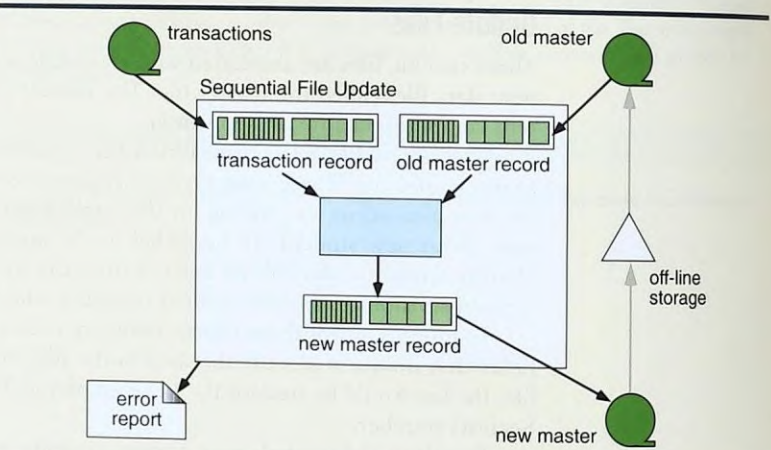 transactions
old master
Sequential File Update
transaction record
old master record
off-line
storage
new master record
error
report
new master